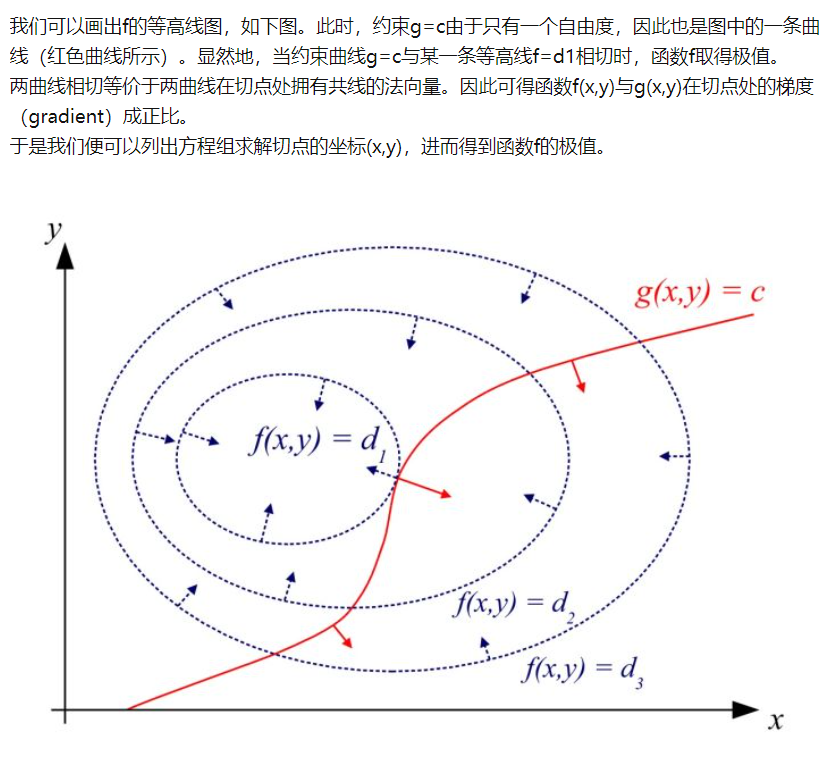 我们可以画出f的等高线图，如下图。此时，约束g=c由于只有一个自由度，因此也是图中的一条曲
线（红色曲线所示）。显然地，当约束曲线g=c与某一条等高线f=d1相切时，函数f取得极值。
两曲线相切等价于两曲线在切点处拥有共线的法向量。因此可得函数f(x,y)与g(x,y)在切点处的梯度
（gradient）成正比。
于是我们便可以列出方程组求解切点的坐标(x,y)，进而得到函数f的极值。
y
g(x,y) = c
f(x,y) = d₁
f(x,y) = d₂
f(x,y) = d₃
x